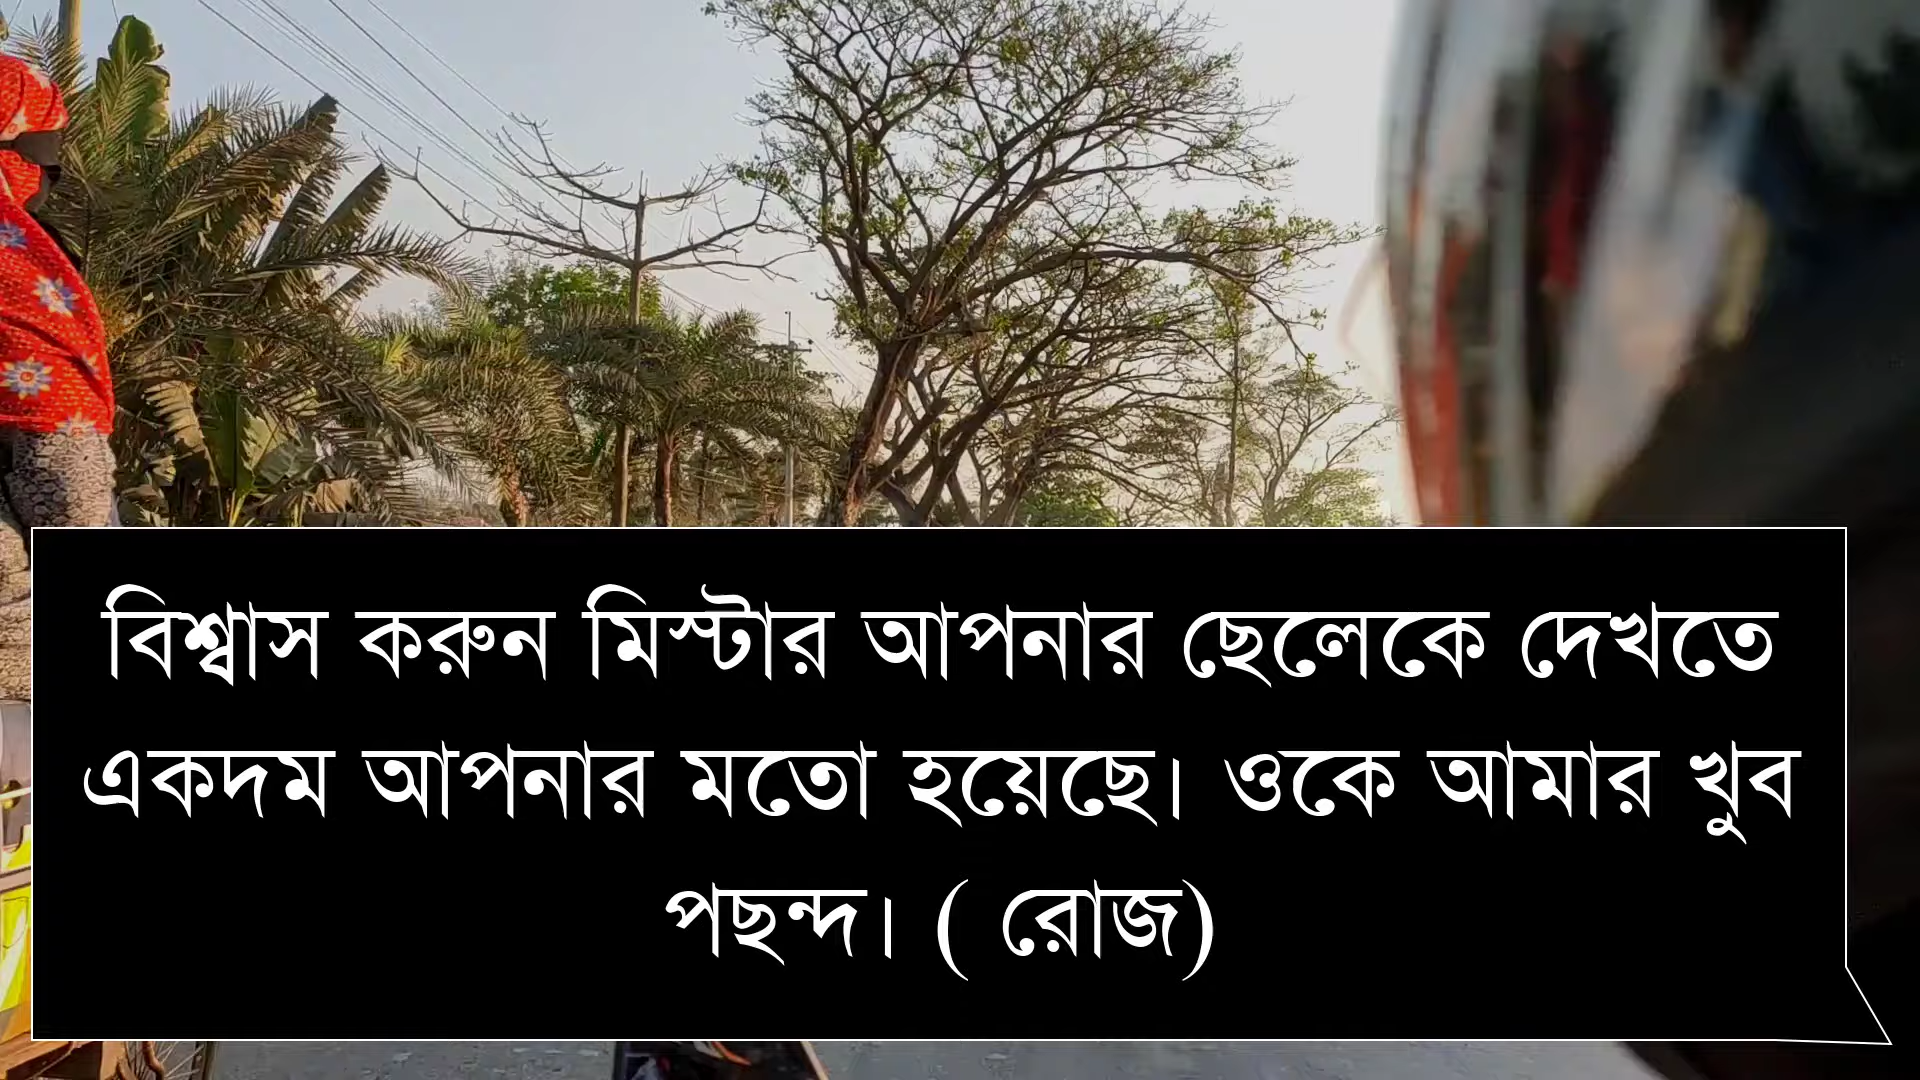 বিশ্বাস করুন মিস্টার আপনার ছেলেকে দেখতে
একদম আপনার মতো হয়েছে। ওকে আমার খুব
পছন্দ। ( রোজ)